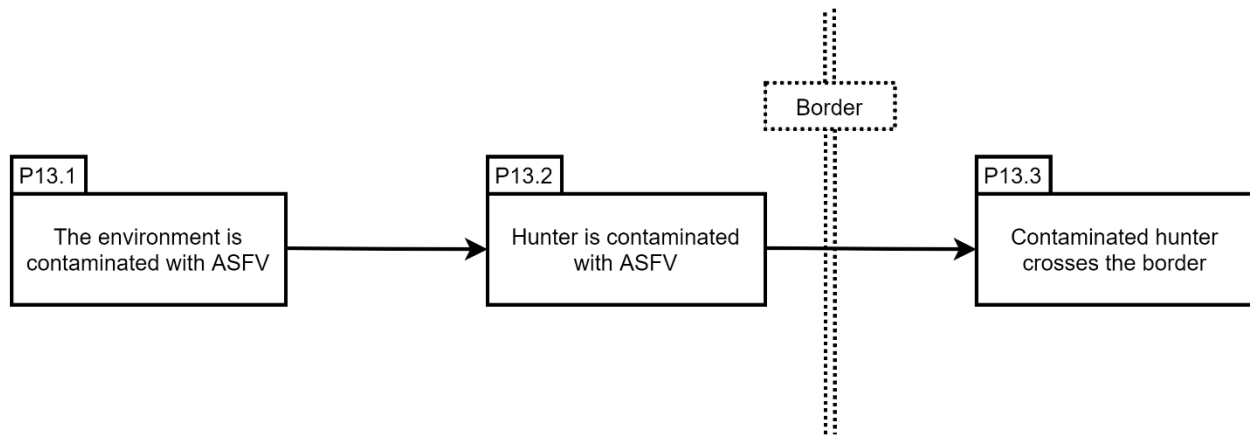 Border
P13.1
The environment is
contaminated with ASFV
P13.2
Hunter is contaminated
with ASFV
P13.3
Contaminated hunter
crosses the border